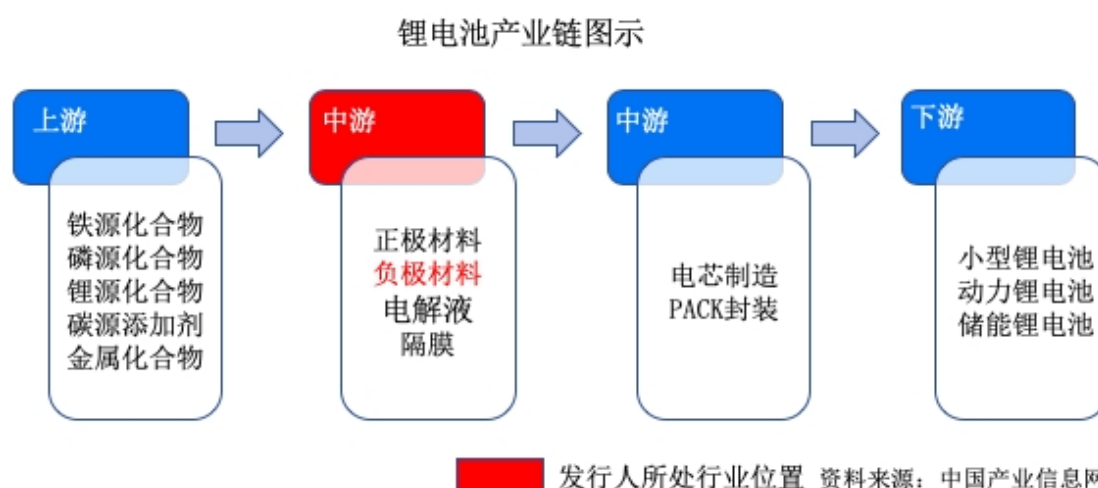 锂电池产业链图示
上游
铁源化合物
磷源化合物
锂源化合物
碳源添加剂
金属化合物
中游
正极材料
负极材料
电解液
隔膜
中游
电芯制造
PACK封装
下游
小型锂电池
动力锂电池
储能锂电池
发行人所处行业位置 资料来源：中国产业信息网